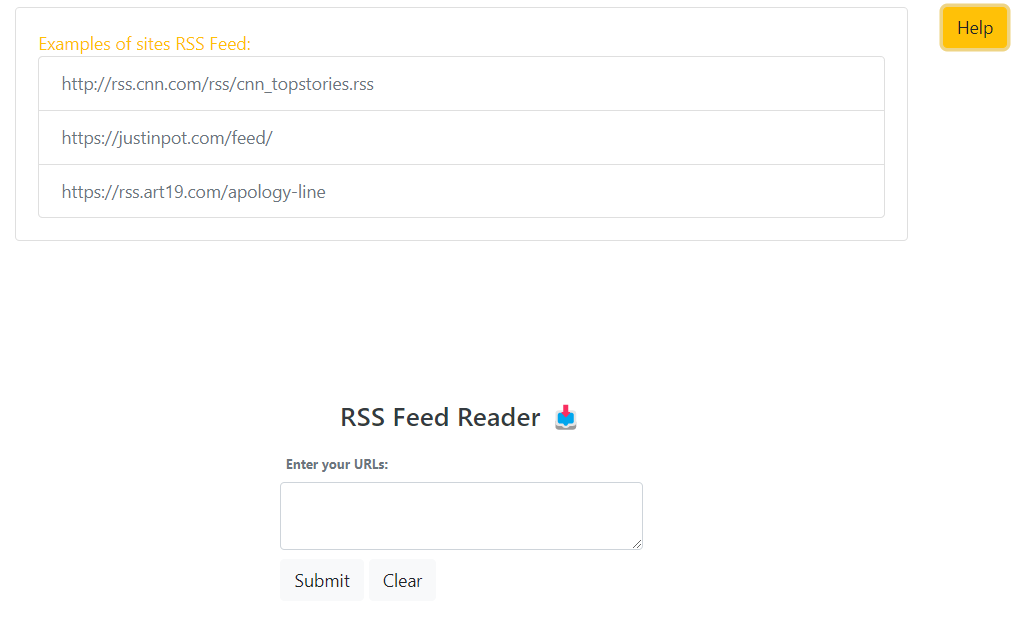 Help
Examples of sites RSS Feed:
http://rss.cnn.com/rss/cnn_topstories.rss
https://justinpot.com/feed/
https://rss.art19.com/apology-line
RSS Feed Reader
Enter your URLs:
Submit Clear